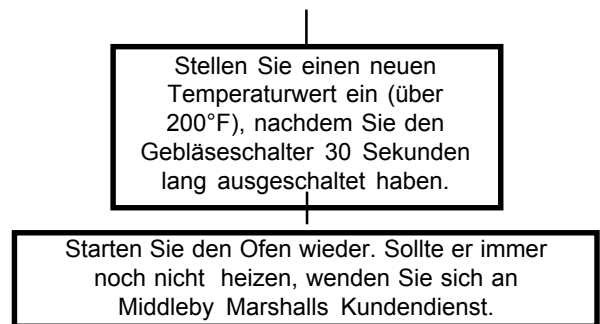 Stellen Sie einen neuen
Temperaturwert ein (über
200°F), nachdem Sie den
Gebläseschalter 30 Sekunden
lang ausgeschaltet haben.
Starten Sie den Ofen wieder. Sollte er immer
noch nicht heizen, wenden Sie sich an
Middleby Marshalls Kundendienst.